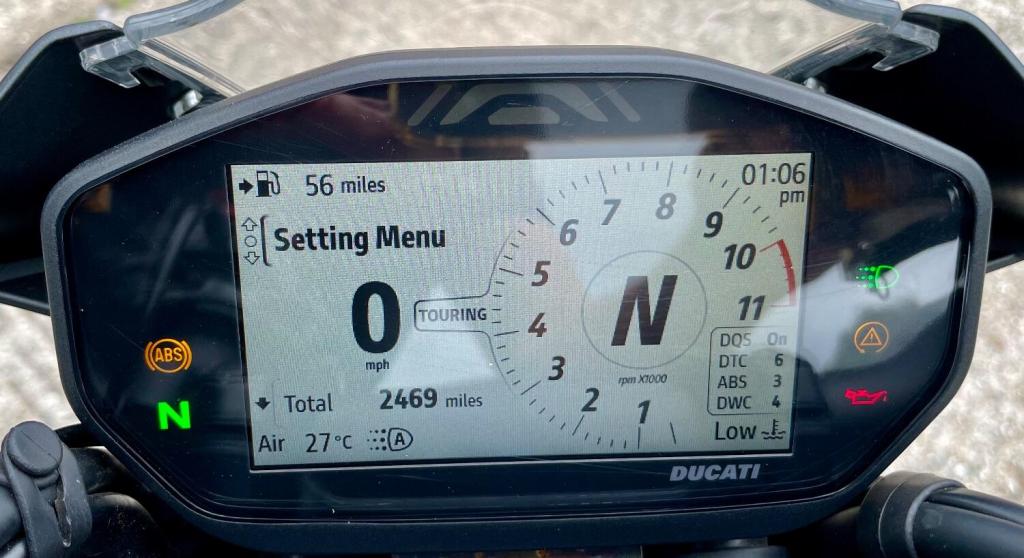 56 miles
01:06
pm
Setting Menu
0
mph
TOURING
1
2
3
4
5
6
7
8
9
10
11
N
rpm X1000
DQS On
DTC 6
ABS 3
DWC 4
Total 2469 miles
Air 27°C A
Low
ABS
N
DUCATI